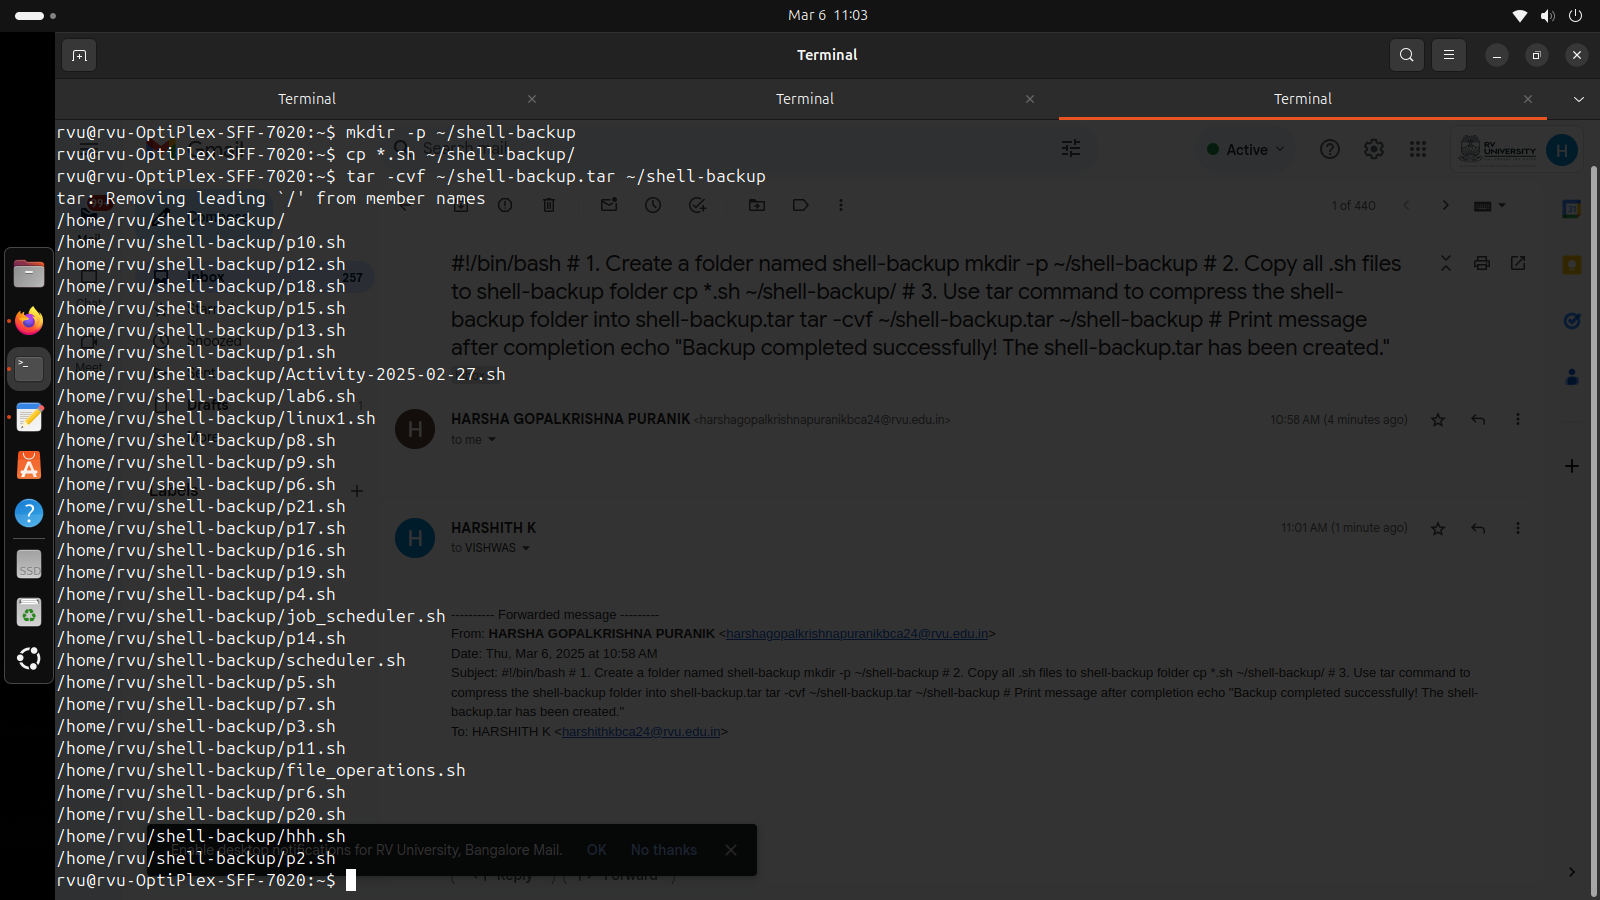 Mar 6 11:03
Terminal
Terminal
Terminal
Terminal
rvu@rvu-OptiPlex-SFF-7020:~$ mkdir -p ~/shell-backup
rvu@rvu-OptiPlex-SFF-7020:~$ cp *.sh ~/shell-backup/
rvu@rvu-OptiPlex-SFF-7020:~$ tar -cvf ~/shell-backup.tar ~/shell-backup
tar: Removing leading `/' from member names
/home/rvu/shell-backup/
/home/rvu/shell-backup/p10.sh
/home/rvu/shell-backup/p12.sh
/home/rvu/shell-backup/p18.sh
/home/rvu/shell-backup/p15.sh
/home/rvu/shell-backup/p13.sh
/home/rvu/shell-backup/p1.sh
/home/rvu/shell-backup/Activity-2025-02-27.sh
/home/rvu/shell-backup/lab6.sh
/home/rvu/shell-backup/linux1.sh
/home/rvu/shell-backup/p8.sh
/home/rvu/shell-backup/p9.sh
/home/rvu/shell-backup/p6.sh
/home/rvu/shell-backup/p21.sh
/home/rvu/shell-backup/p17.sh
/home/rvu/shell-backup/p16.sh
/home/rvu/shell-backup/p19.sh
/home/rvu/shell-backup/p4.sh
/home/rvu/shell-backup/job_scheduler.sh
/home/rvu/shell-backup/p14.sh
/home/rvu/shell-backup/scheduler.sh
/home/rvu/shell-backup/p5.sh
/home/rvu/shell-backup/p7.sh
/home/rvu/shell-backup/p3.sh
/home/rvu/shell-backup/p11.sh
/home/rvu/shell-backup/file_operations.sh
/home/rvu/shell-backup/pr6.sh
/home/rvu/shell-backup/p20.sh
/home/rvu/shell-backup/hhh.sh
/home/rvu/shell-backup/p2.sh
rvu@rvu-OptiPlex-SFF-7020:~$
Active
RV
UNIVERSITY
H
1 of 440
Inbox
257
Snoozed
Drafts
Labels
#!/bin/bash # 1. Create a folder named shell-backup mkdir -p ~/shell-backup # 2. Copy all .sh files
to shell-backup folder cp *.sh ~/shell-backup/ # 3. Use tar command to compress the shell-
backup folder into shell-backup.tar tar -cvf ~/shell-backup.tar ~/shell-backup # Print message
after completion echo "Backup completed successfully! The shell-backup.tar has been created."
H
HARSHA GOPALKRISHNA PURANIK <harshagopalkrishnapuranikbca24@rvu.edu.in>
10:58 AM (4 minutes ago)
to me
H
HARSHITH K
11:01 AM (1 minute ago)
to VISHWAS
---------- Forwarded message ---------
From: HARSHA GOPALKRISHNA PURANIK <harshagopalkrishnapuranikbca24@rvu.edu.in>
Date: Thu, Mar 6, 2025 at 10:58 AM
Subject: #!/bin/bash # 1. Create a folder named shell-backup mkdir -p ~/shell-backup # 2. Copy all .sh files to shell-backup folder cp *.sh ~/shell-backup/ # 3. Use tar command to
compress the shell-backup folder into shell-backup.tar tar -cvf ~/shell-backup.tar ~/shell-backup # Print message after completion echo "Backup completed successfully! The shell-
backup.tar has been created."
To: HARSHITH K <harshithkbca24@rvu.edu.in>
Enable desktop notifications for RV University, Bangalore Mail.
OK
No thanks
Reply
Forward
SSD